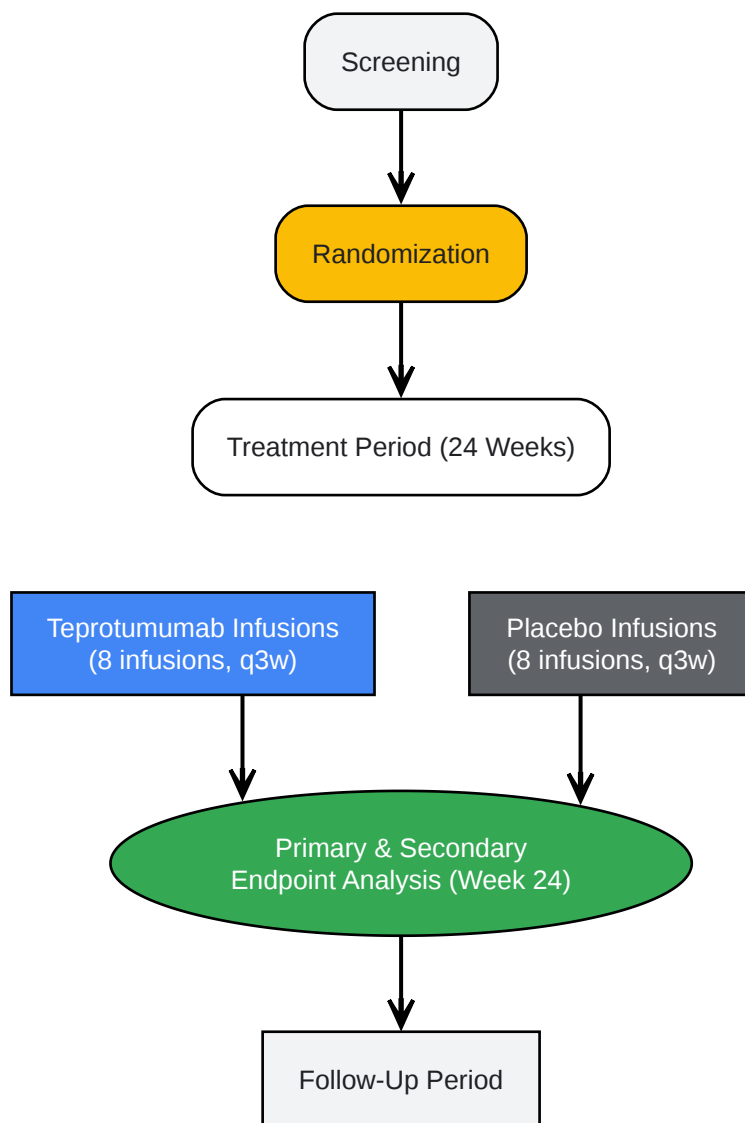 Screening
Randomization
Treatment Period (24 Weeks)
Teprotumumab Infusions
(8 infusions, q3w)
Placebo Infusions
(8 infusions, q3w)
Primary & Secondary
Endpoint Analysis (Week 24)
Follow-Up Period